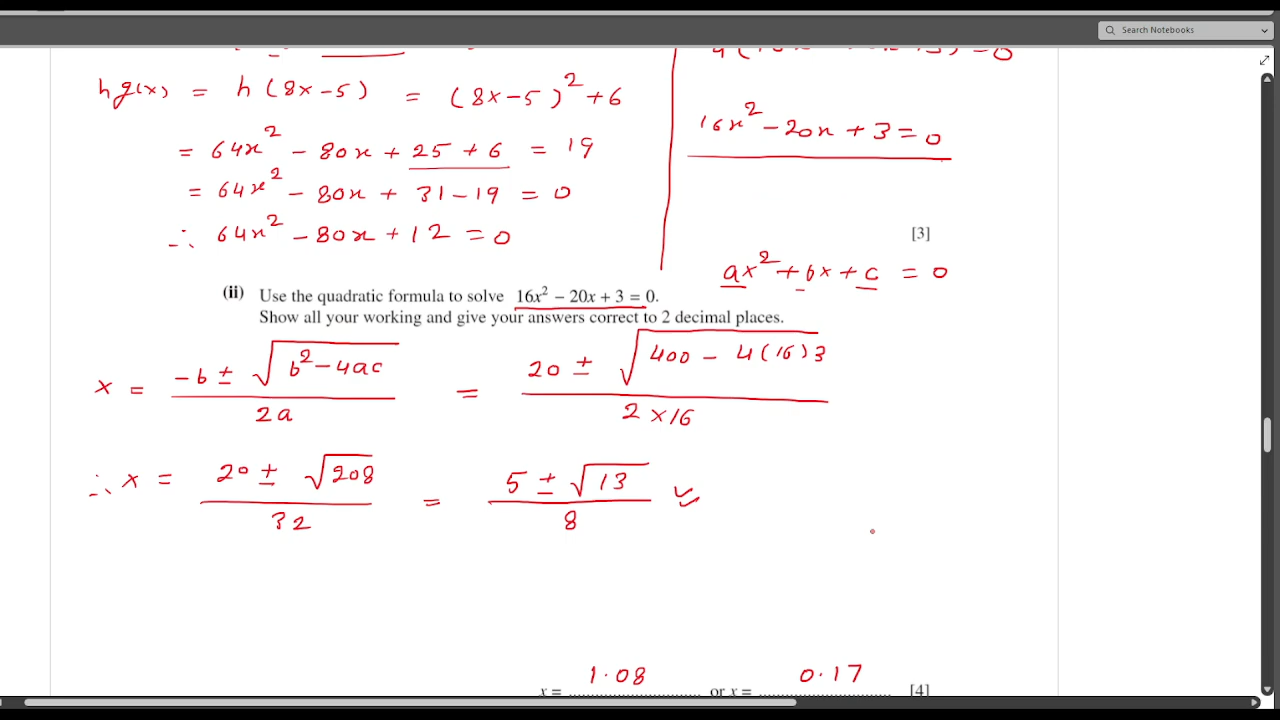 Search Notebooks
hg(x) = h(8x-5) = (8x-5)² + 6
= 64x² - 80x + 25 + 6 = 19
= 64x² - 80x + 31 - 19 = 0
∴ 64x² - 80x + 12 = 0
16x² - 20x + 3 = 0
[3]
ax² + bx + c = 0
(ii) Use the quadratic formula to solve 16x² − 20x + 3 = 0.
Show all your working and give your answers correct to 2 decimal places.
x = (-b ± √(b² - 4ac)) / 2a = (20 ± √(400 - 4(16)3)) / 2×16
∴ x = (20 ± √208) / 32 = (5 ± √13) / 8
1.08 0.17
x = .................... or x = .................... [4]